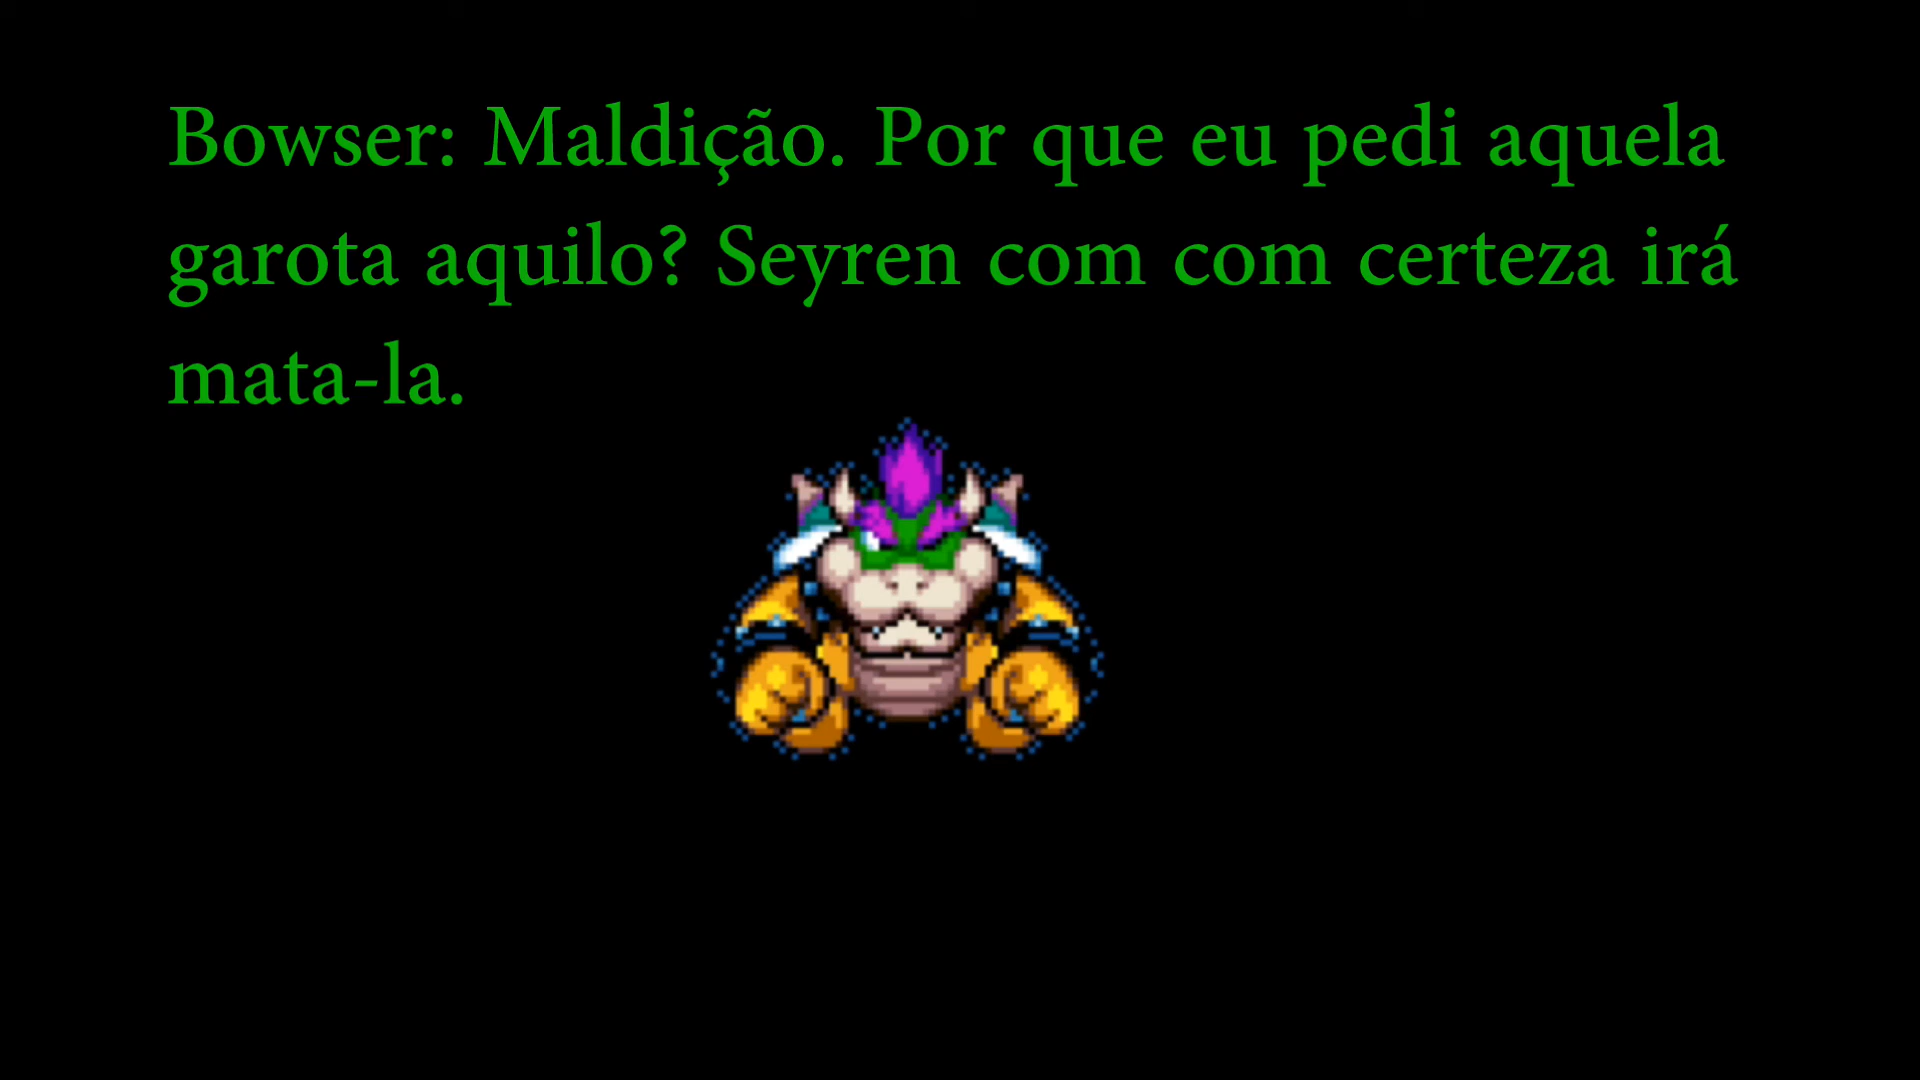 Bowser: Maldição. Por que eu pedi aquela
garota aquilo? Seyren com com certeza irá
mata-la.